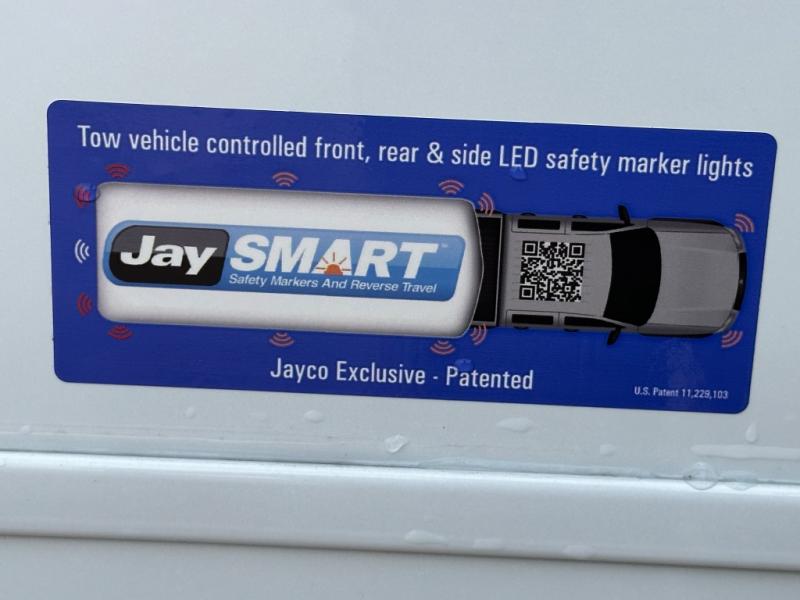 Tow vehicle controlled front, rear & side LED safety marker lights
Jay SMART™
Safety Markers And Reverse Travel
Jayco Exclusive - Patented
U.S. Patent 11,229,103